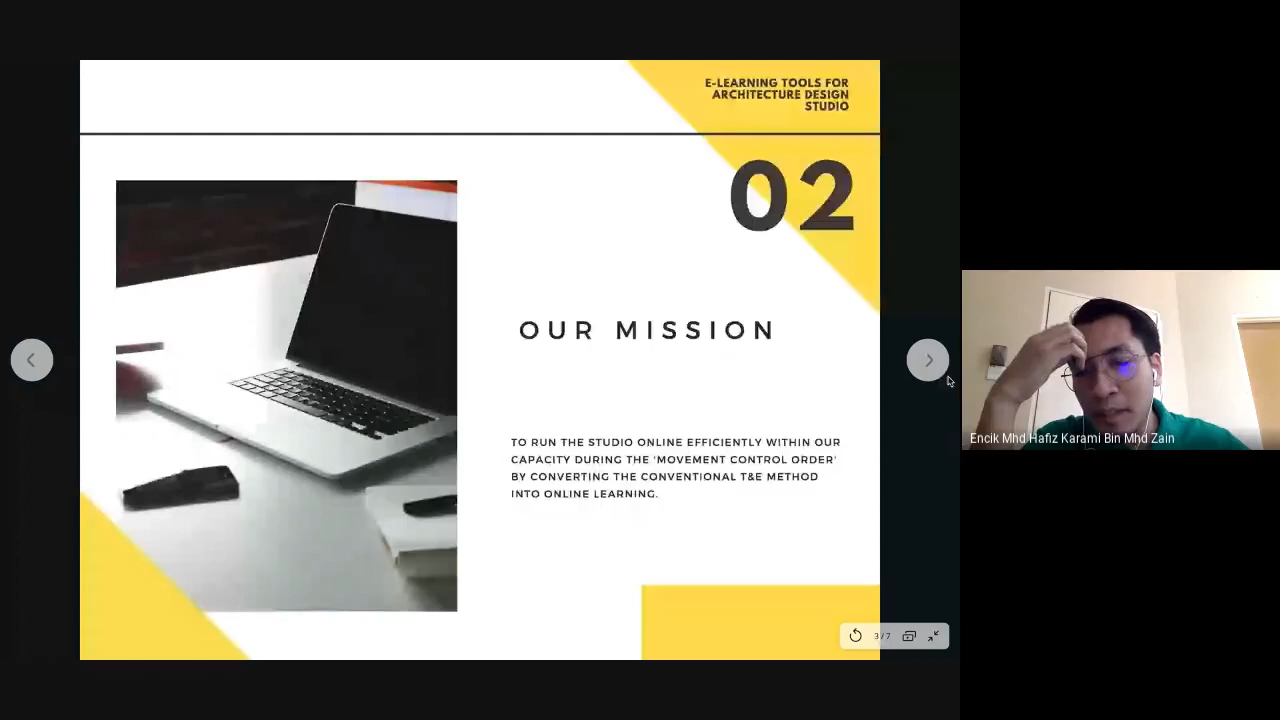 E-LEARNING TOOLS FOR
ARCHITECTURE DESIGN
STUDIO
02
OUR MISSION
TO RUN THE STUDIO ONLINE EFFICIENTLY WITHIN OUR
CAPACITY DURING THE 'MOVEMENT CONTROL ORDER'
BY CONVERTING THE CONVENTIONAL T&E METHOD
INTO ONLINE LEARNING.
3/7
Encik Mhd Hafiz Karami Bin Mhd Zain